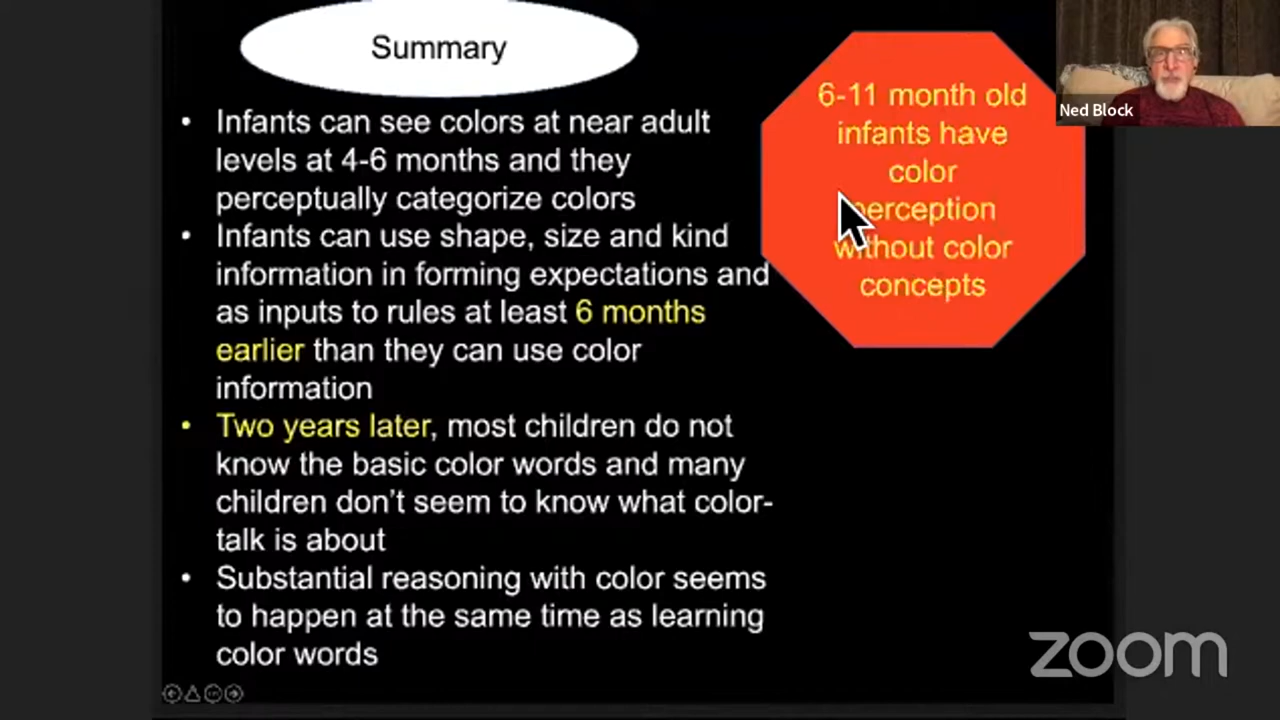 Summary
• Infants can see colors at near adult
levels at 4-6 months and they
perceptually categorize colors
• Infants can use shape, size and kind
information in forming expectations and
as inputs to rules at least 6 months
earlier than they can use color
information
• Two years later, most children do not
know the basic color words and many
children don't seem to know what color-
talk is about
• Substantial reasoning with color seems
to happen at the same time as learning
color words
6-11 month old
infants have
color
perception
without color
concepts
Ned Block
zoom